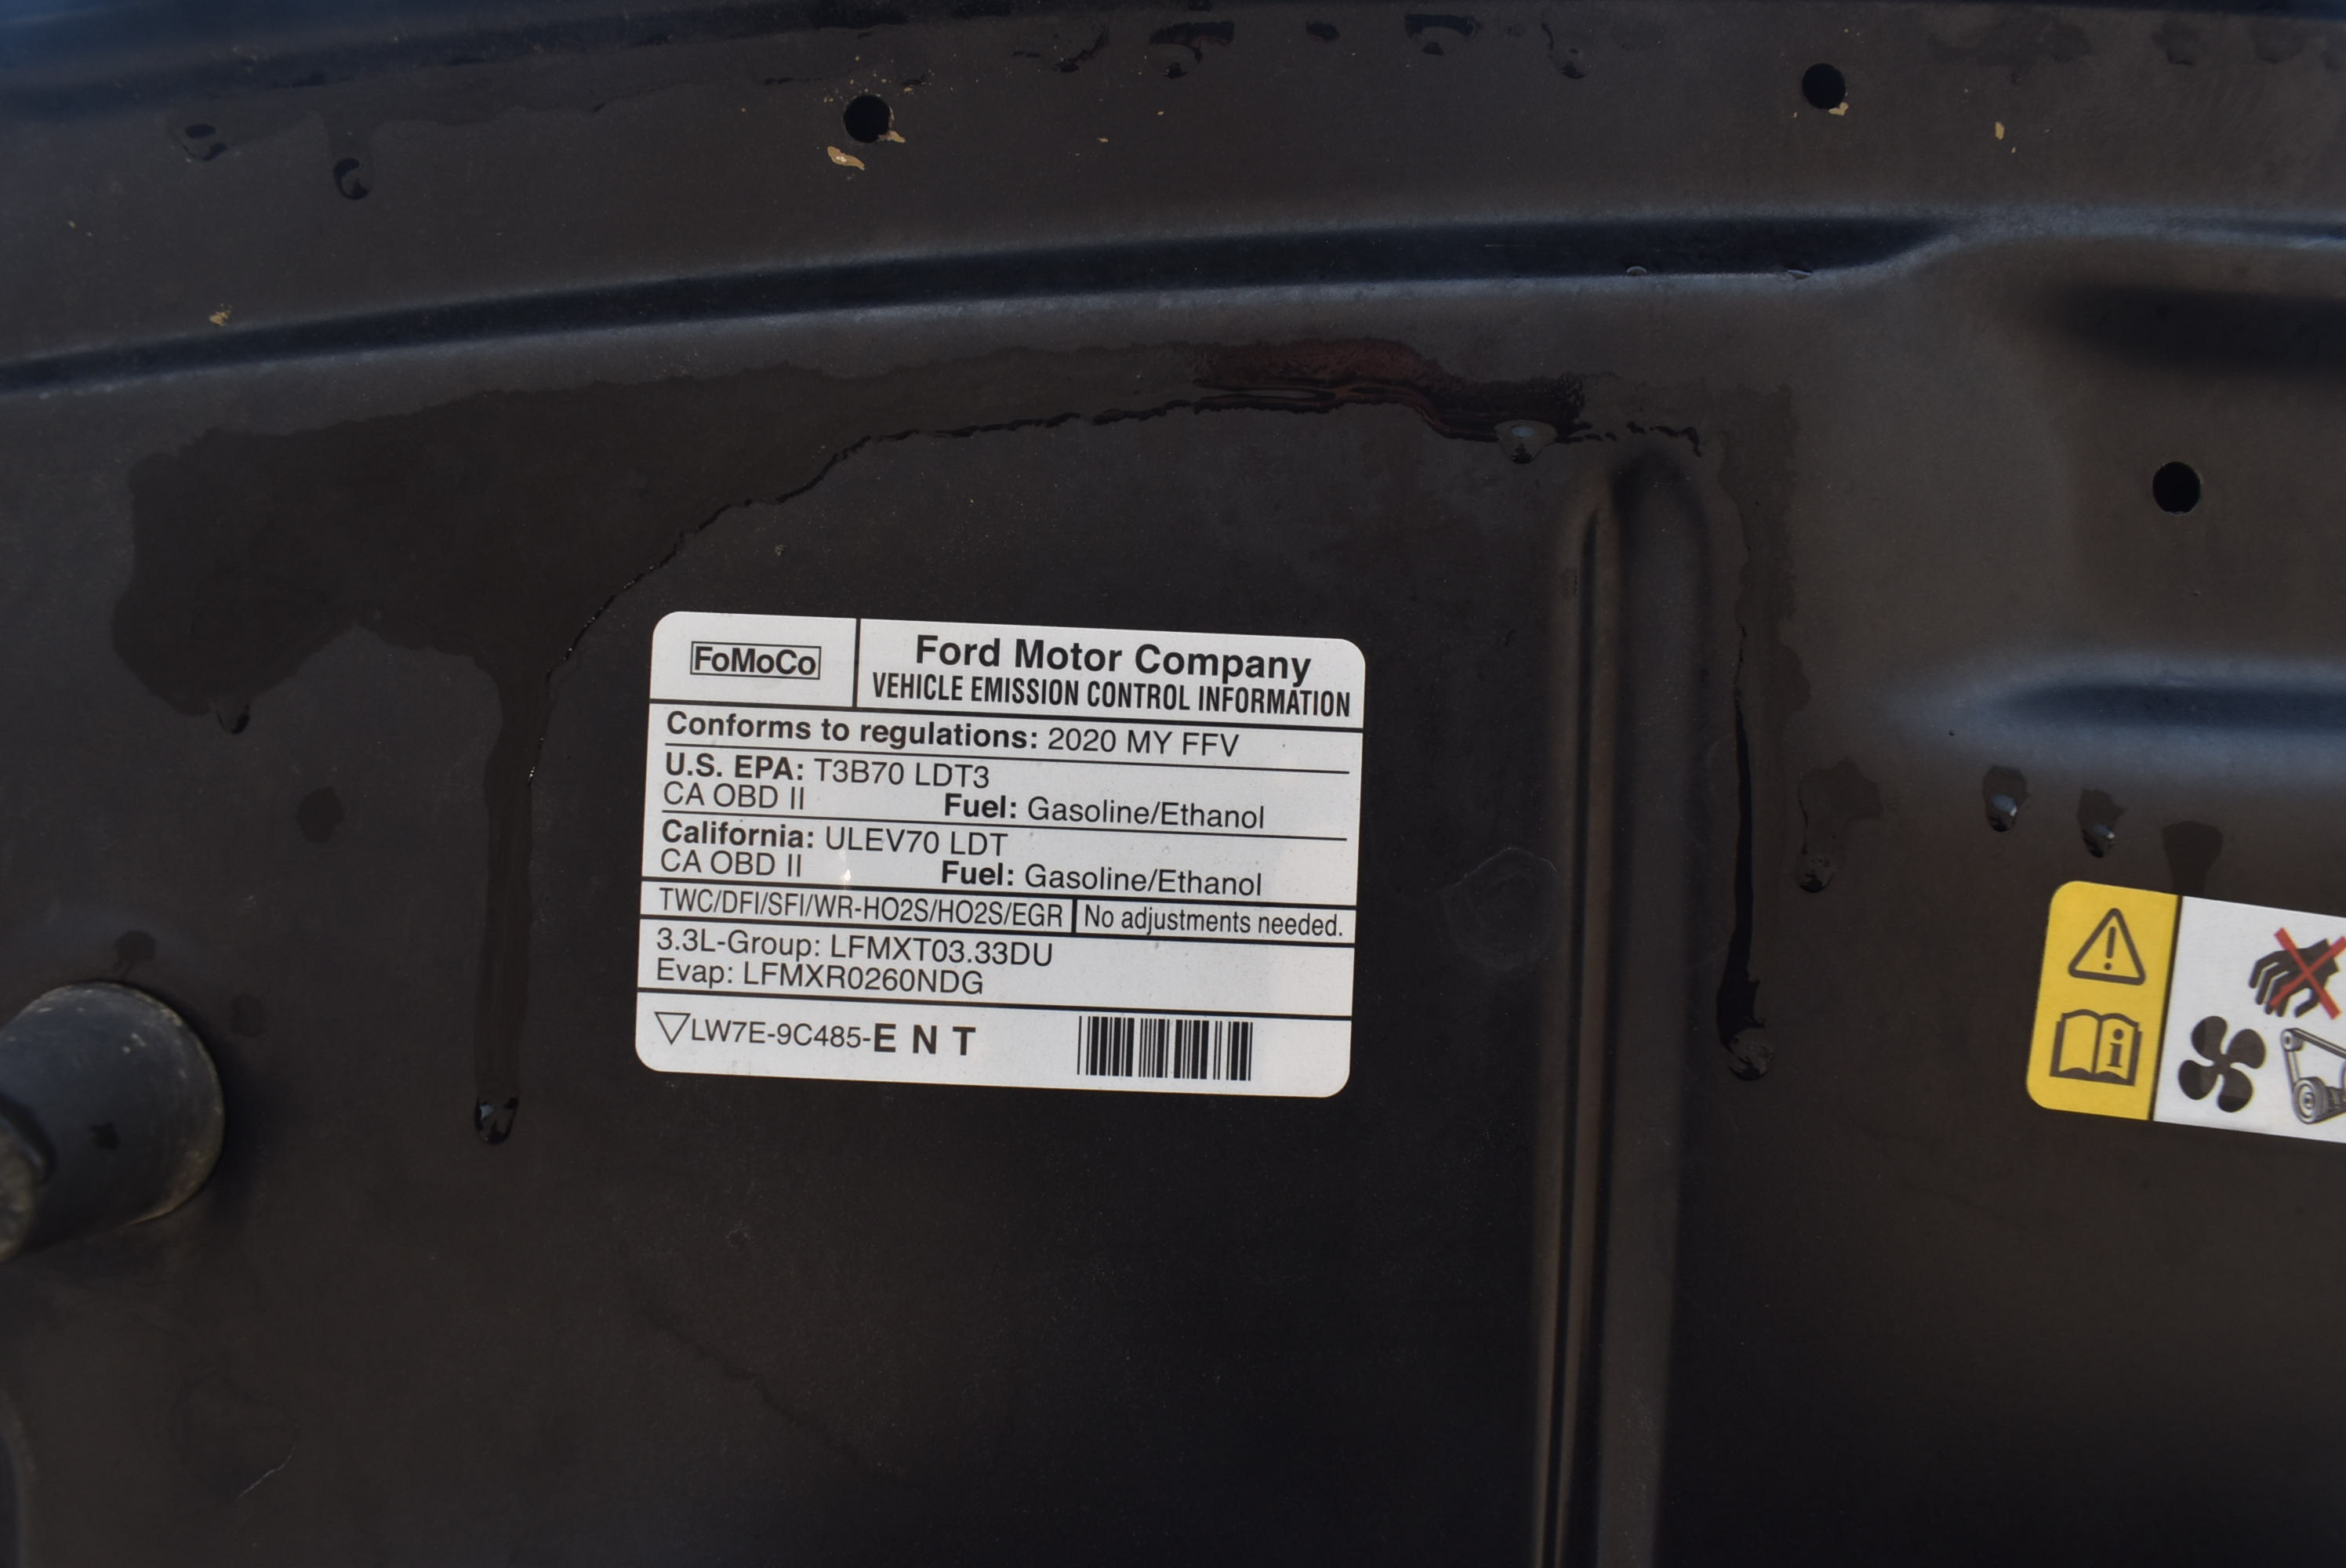 FoMoCo
Ford Motor Company
VEHICLE EMISSION CONTROL INFORMATION
Conforms to regulations: 2020 MY FFV
U.S. EPA: T3B70 LDT3
CA OBD II Fuel: Gasoline/Ethanol
California: ULEV70 LDT
CA OBD II Fuel: Gasoline/Ethanol
TWC/DFI/SFI/WR-HO2S/HO2S/EGR No adjustments needed.
3.3L-Group: LFMXT03.33DU
Evap: LFMXR0260NDG
LW7E-9C485-E N T